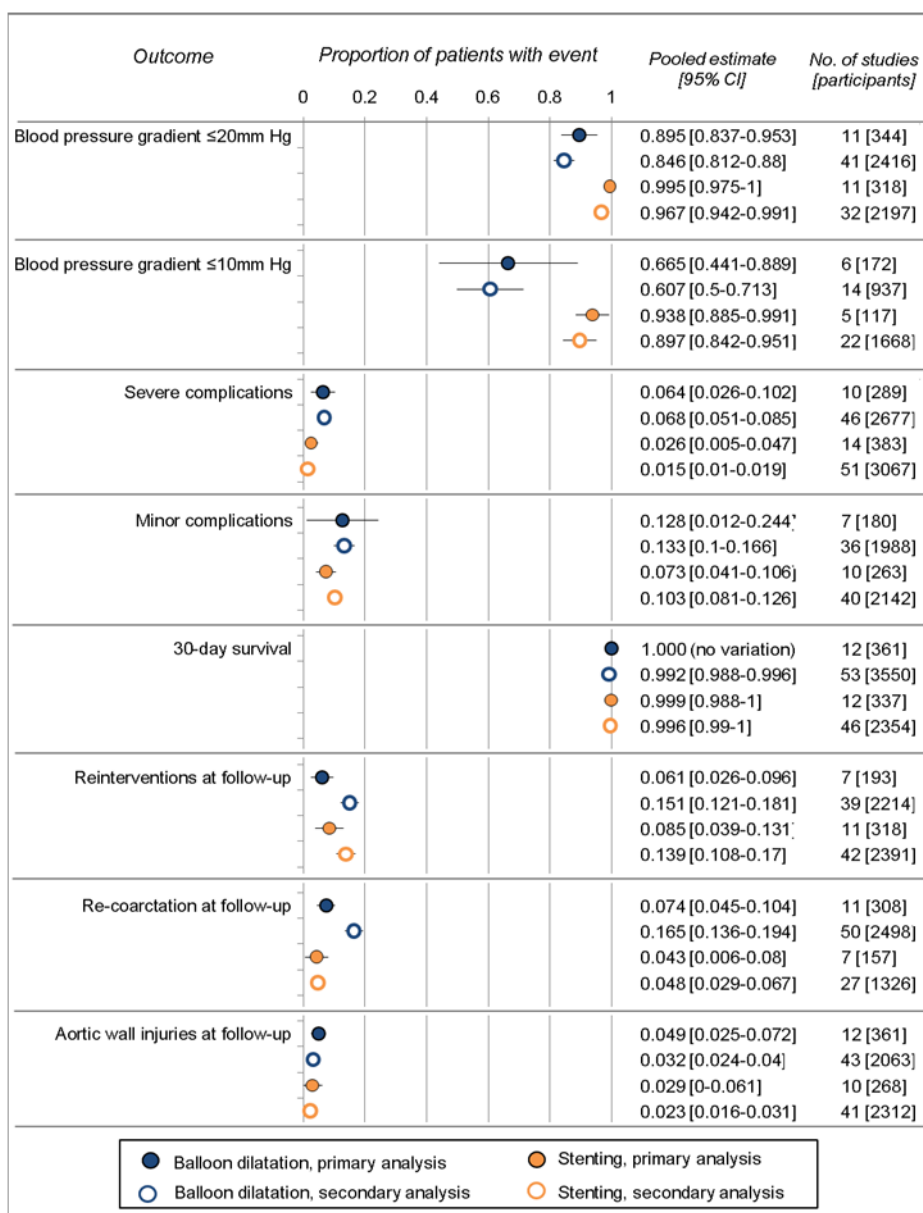 Outcome Proportion of patients with event Pooled estimate No. of studies
[95% CI] [participants]
0 0.2 0.4 0.6 0.8 1
Blood pressure gradient ≤20mm Hg 0.895 [0.837-0.953] 11 [344]
0.846 [0.812-0.88] 41 [2416]
0.995 [0.975-1] 11 [318]
0.967 [0.942-0.991] 32 [2197]
Blood pressure gradient ≤10mm Hg 0.665 [0.441-0.889] 6 [172]
0.607 [0.5-0.713] 14 [937]
0.938 [0.885-0.991] 5 [117]
0.897 [0.842-0.951] 22 [1668]
Severe complications 0.064 [0.026-0.102] 10 [289]
0.068 [0.051-0.085] 46 [2677]
0.026 [0.005-0.047] 14 [383]
0.015 [0.01-0.019] 51 [3067]
Minor complications 0.128 [0.012-0.244] 7 [180]
0.133 [0.1-0.166] 36 [1988]
0.073 [0.041-0.106] 10 [263]
0.103 [0.081-0.126] 40 [2142]
30-day survival 1.000 (no variation) 12 [361]
0.992 [0.988-0.996] 53 [3550]
0.999 [0.988-1] 12 [337]
0.996 [0.99-1] 46 [2354]
Reinterventions at follow-up 0.061 [0.026-0.096] 7 [193]
0.151 [0.121-0.181] 39 [2214]
0.085 [0.039-0.131] 11 [318]
0.139 [0.108-0.17] 42 [2391]
Re-coarctation at follow-up 0.074 [0.045-0.104] 11 [308]
0.165 [0.136-0.194] 50 [2498]
0.043 [0.006-0.08] 7 [157]
0.048 [0.029-0.067] 27 [1326]
Aortic wall injuries at follow-up 0.049 [0.025-0.072] 12 [361]
0.032 [0.024-0.04] 43 [2063]
0.029 [0-0.061] 10 [268]
0.023 [0.016-0.031] 41 [2312]
Balloon dilatation, primary analysis Stenting, primary analysis
Balloon dilatation, secondary analysis Stenting, secondary analysis